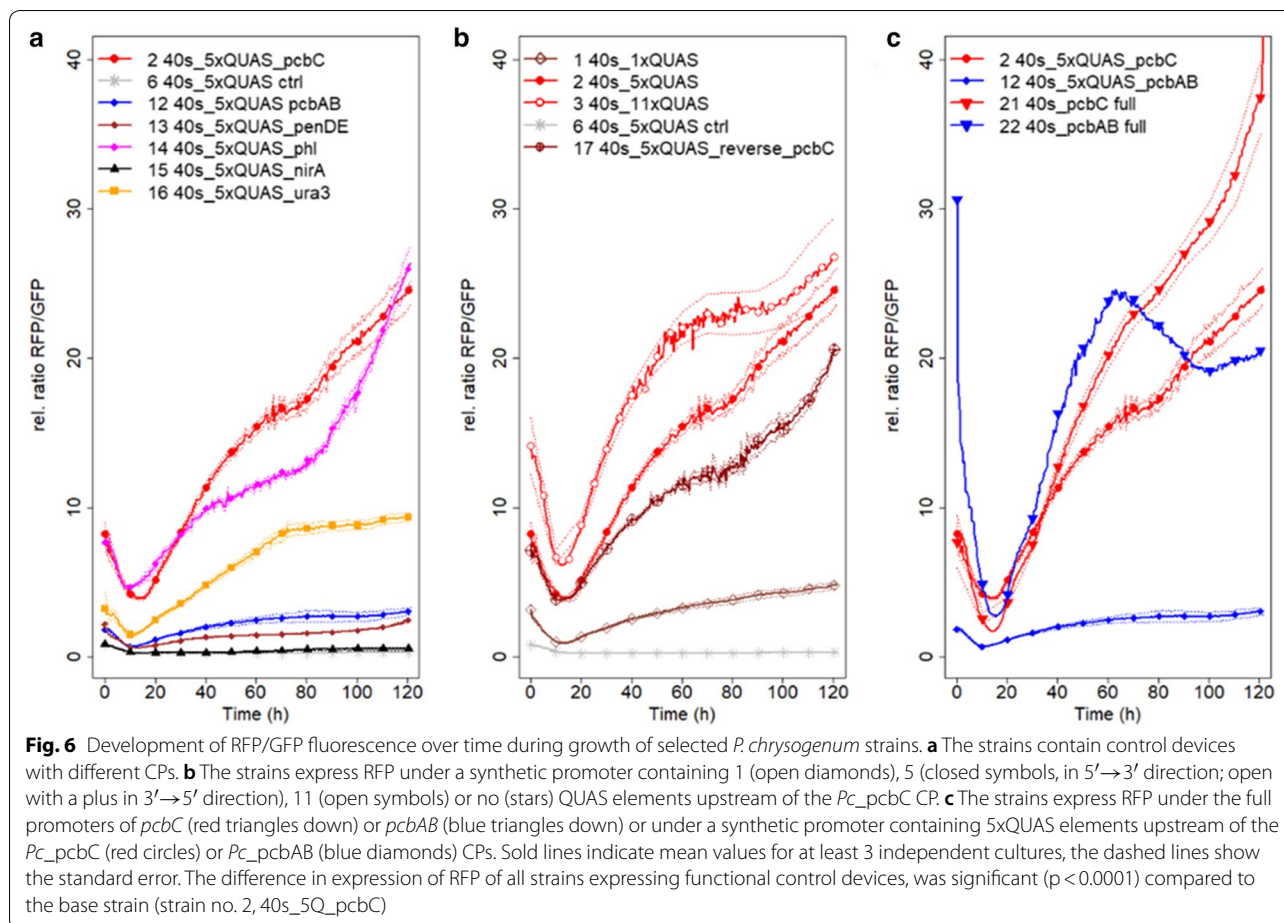 a
40
30
20
10
0
rel. ratio RFP/GFP
2 40s_5xQUAS_pcbC
6 40s_5xQUAS ctrl
12 40s_5xQUAS pcbAB
13 40s_5xQUAS_penDE
14 40s_5xQUAS_phl
15 40s_5xQUAS_nirA
16 40s_5xQUAS_ura3
0 20 40 60 80 100 120
Time (h)
b
40
30
20
10
0
rel. ratio RFP/GFP
1 40s_1xQUAS
2 40s_5xQUAS
3 40s_11xQUAS
6 40s_5xQUAS ctrl
17 40s_5xQUAS_reverse_pcbC
0 20 40 60 80 100 120
Time (h)
c
40
30
20
10
0
rel. ratio RFP/GFP
2 40s_5xQUAS_pcbC
12 40s_5xQUAS_pcbAB
21 40s_pcbC full
22 40s_pcbAB full
0 20 40 60 80 100 120
Time (h)
Fig. 6 Development of RFP/GFP fluorescence over time during growth of selected P. chrysogenum strains. a The strains contain control devices
with different CPs. b The strains express RFP under a synthetic promoter containing 1 (open diamonds), 5 (closed symbols, in 5′→3′ direction; open
with a plus in 3′→5′ direction), 11 (open symbols) or no (stars) QUAS elements upstream of the Pc_pcbC CP. c The strains express RFP under the full
promoters of pcbC (red triangles down) or pcbAB (blue triangles down) or under a synthetic promoter containing 5xQUAS elements upstream of the
Pc_pcbC (red circles) or Pc_pcbAB (blue diamonds) CPs. Sold lines indicate mean values for at least 3 independent cultures, the dashed lines show
the standard error. The difference in expression of RFP of all strains expressing functional control devices, was significant (p < 0.0001) compared to
the base strain (strain no. 2, 40s_5Q_pcbC)